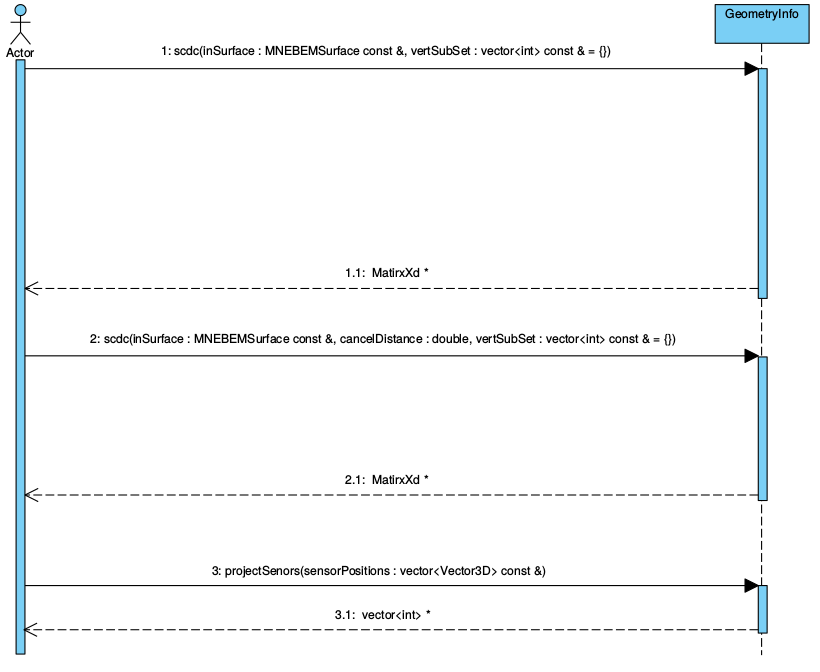 GeometryInfo
Actor
1: scdc(inSurface : MNEBEMSurface const &, vertSubSet : vector<int> const & = {})
1.1: MatirxXd *
2: scdc(inSurface : MNEBEMSurface const &, cancelDistance : double, vertSubSet : vector<int> const & = {})
2.1: MatirxXd *
3: projectSenors(sensorPositions : vector<Vector3D> const &)
3.1: vector<int> *